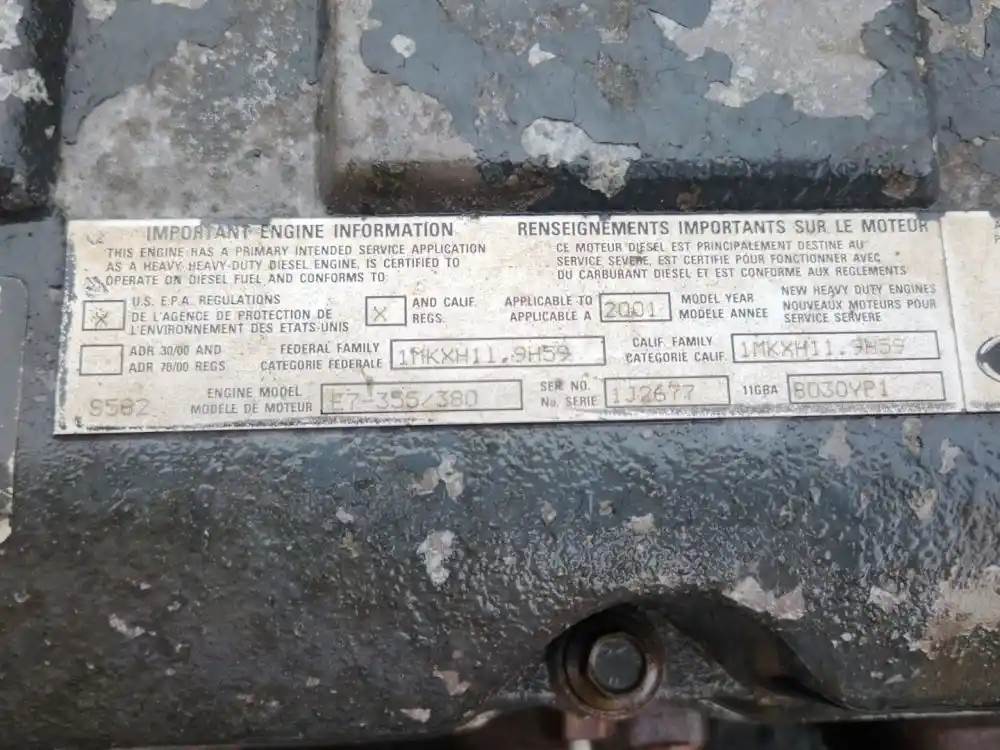 IMPORTANT ENGINE INFORMATION
THIS ENGINE HAS A PRIMARY INTENDED SERVICE APPLICATION
AS A HEAVY HEAVY-DUTY DIESEL ENGINE, IS CERTIFIED TO
OPERATE ON DIESEL FUEL AND CONFORMS TO
RENSEIGNEMENTS IMPORTANTS SUR LE MOTEUR
CE MOTEUR DIESEL EST PRINCIPALEMENT DESTINE AU
SERVICE SEVERE, EST CERTIFIE POUR FONCTIONNER AVEC
DU CARBURANT DIESEL ET EST CONFORME AUX REGLEMENTS
X U.S. E.P.A. REGULATIONS
DE L'AGENCE DE PROTECTION DE
L'ENVIRONNEMENT DES ETATS-UNIS
X AND CALIF.
REGS.
APPLICABLE TO
APPLICABLE A
2001
MODEL YEAR
MODÈLE ANNÉE
NEW HEAVY DUTY ENGINES
NOUVEAUX MOTEURS POUR
SERVICE SERVERE
ADR 30/00 AND
ADR 70/00 REGS
FEDERAL FAMILY
CATEGORIE FEDERALE
1MKXH11.9H59
CALIF. FAMILY
CATEGORIE CALIF.
1MKXH11.9H59
S582
ENGINE MODEL
MODÈLE DE MOTEUR
E7-355/380
SER NO.
No. SERIE
1J2677
11GBA
8030YP1